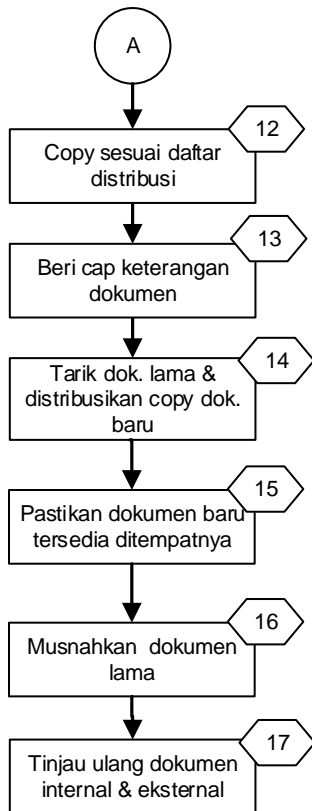 A
12
Copy sesuai daftar
distribusi
13
Beri cap keterangan
dokumen
14
Tarik dok. lama &
distribusikan copy dok.
baru
15
Pastikan dokumen baru
tersedia ditempatnya
16
Musnahkan dokumen
lama
17
Tinjau ulang dokumen
internal & eksternal